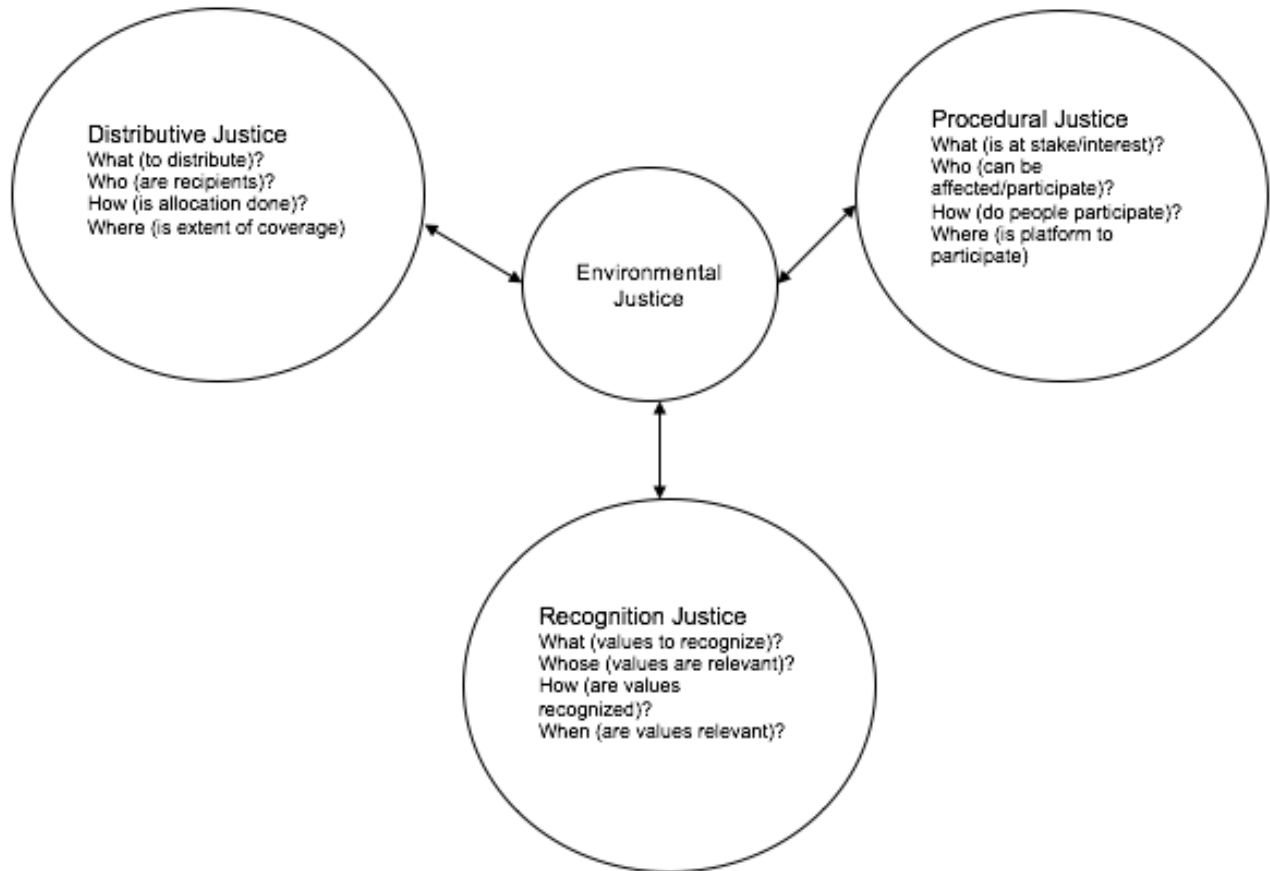 Distributive Justice
What (to distribute)?
Who (are recipients)?
How (is allocation done)?
Where (is extent of coverage)
Procedural Justice
What (is at stake/interest)?
Who (can be
affected/participate)?
How (do people participate)?
Where (is platform to
participate)
Environmental
Justice
Recognition Justice
What (values to recognize)?
Whose (values are relevant)?
How (are values
recognized)?
When (are values relevant)?